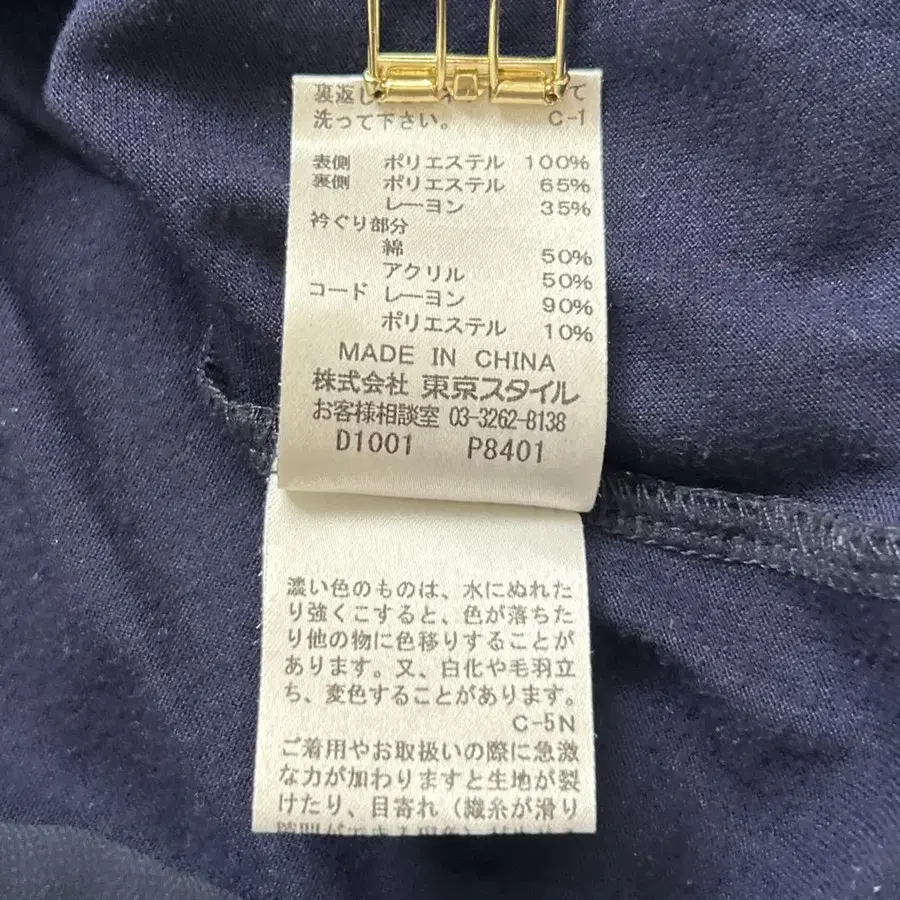 裏返し て
洗って下さい。 C-1
表側 ポリエステル 100%
裏側 ポリエステル 65%
レーヨン 35%
衿ぐり部分
綿 50%
アクリル 50%
コード レーヨン 90%
ポリエステル 10%
MADE IN CHINA
株式会社 東京スタイル
お客様相談室 03-3262-8138
D1001 P8401
濃い色のものは、水にぬれた
り強くこすると、色が落ちた
り他の物に色移りすることが
あります。又、白化や毛羽立
ち、変色することがあります。
C-5N
ご着用やお取扱いの際に急激
な力が加わりますと生地が裂
けたり、目寄れ（織糸が滑り